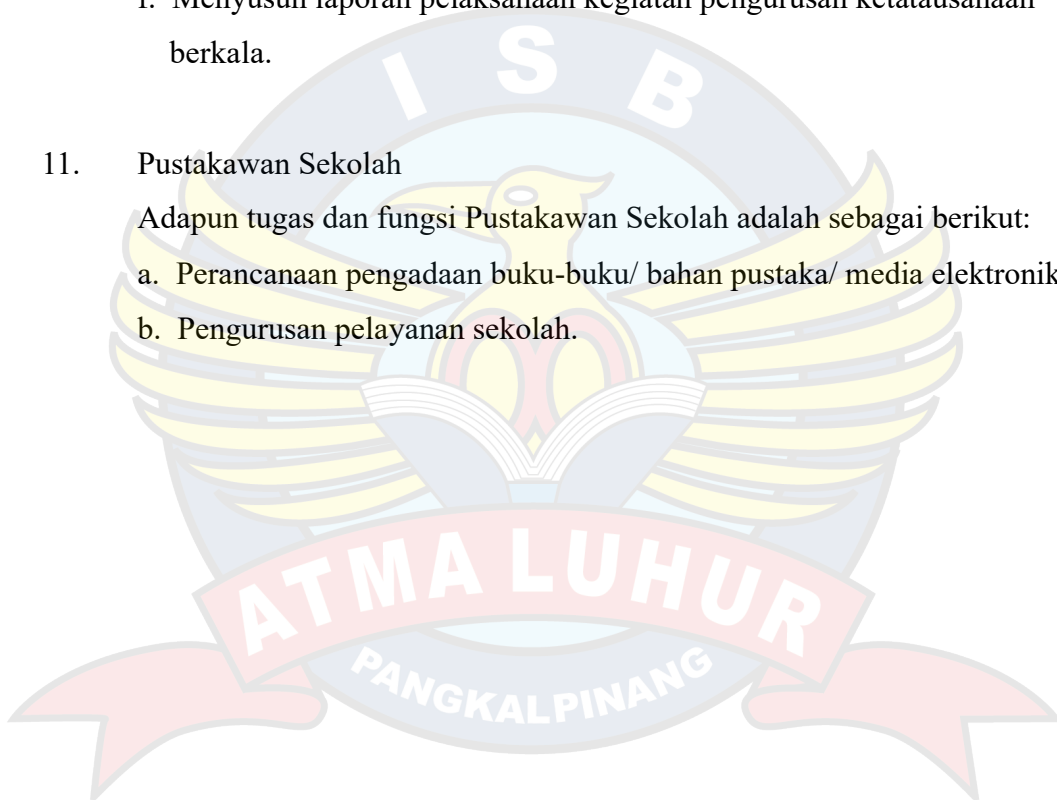 f. Menyusun laporan pelaksanaan kegiatan pengurusan ketatausahaan
berkala.
11. Pustakawan Sekolah
Adapun tugas dan fungsi Pustakawan Sekolah adalah sebagai berikut:
a. Perancanaan pengadaan buku-buku/ bahan pustaka/ media elektronik
b. Pengurusan pelayanan sekolah.
I S B
ATMA LUHUR
PANGKALPINANG